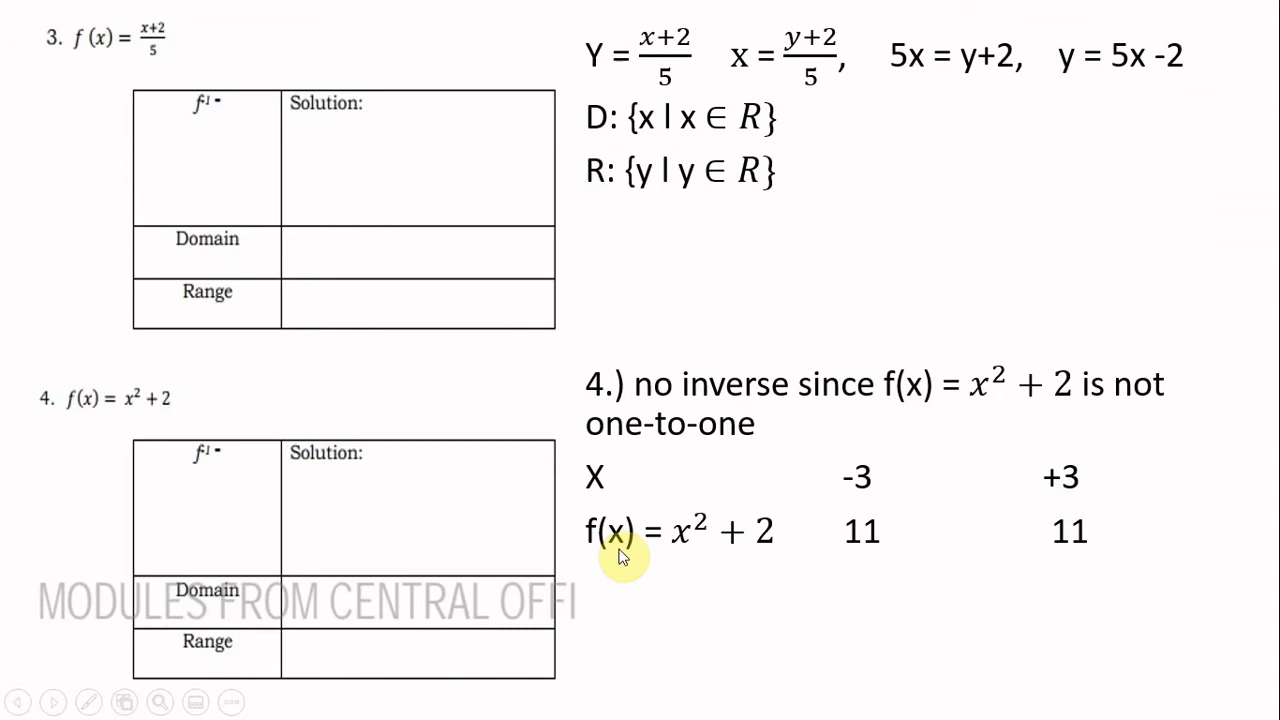 3. f (x) = x+2/5
f¹ - Solution:
Domain
Range
Y = x+2/5 x = y+2/5, 5x = y+2, y = 5x -2
D: {x l x ∈ R}
R: {y l y ∈ R}
4. f(x) = x² + 2
f¹ - Solution:
Domain
Range
MODULES FROM CENTRAL OFFI
4.) no inverse since f(x) = x² + 2 is not
one-to-one
X -3 +3
f(x) = x² + 2 11 11